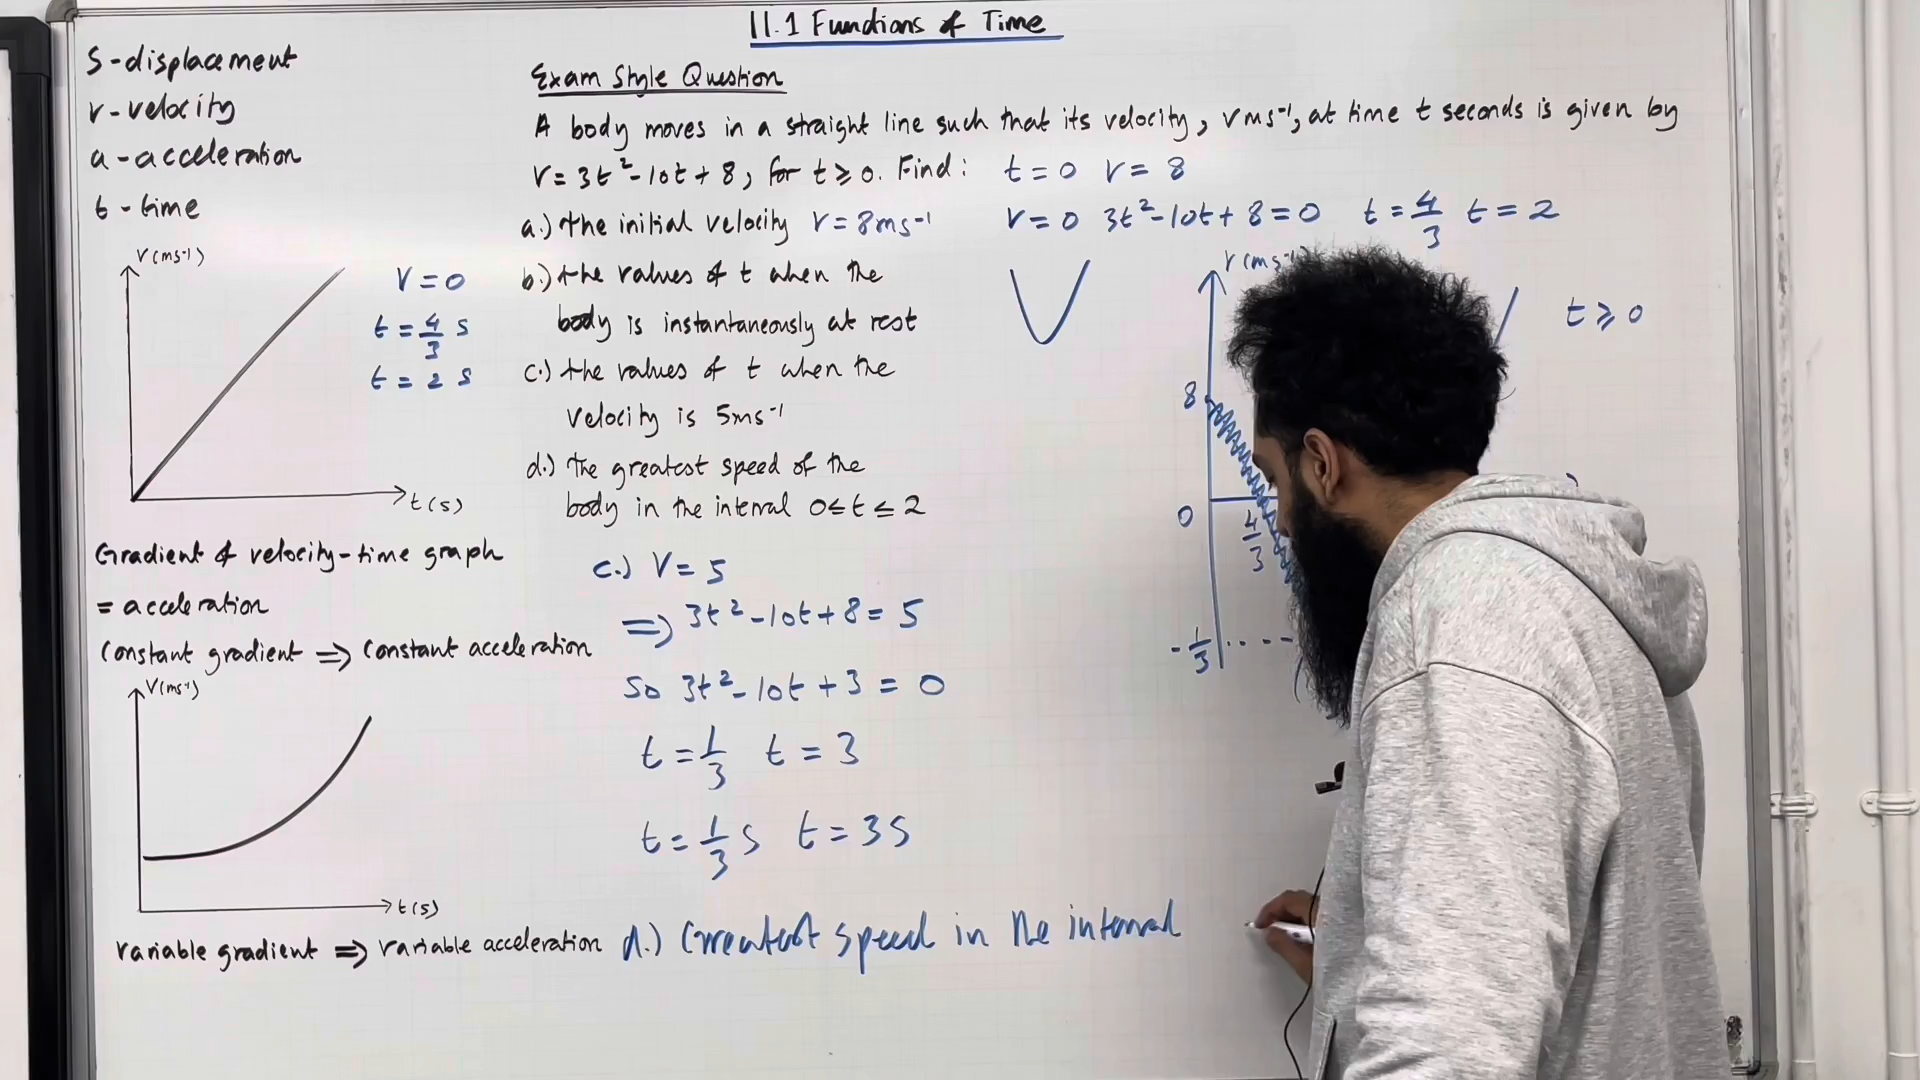 11.1 Functions of Time
s - displacement
v - velocity
a - acceleration
t - time
v (ms⁻¹)
t (s)
v = 0
t = 4/3 s
t = 2 s
Gradient of velocity-time graph
= acceleration
Constant gradient ⇒ constant acceleration
v (ms⁻¹)
t (s)
variable gradient ⇒ variable acceleration
Exam Style Question
A body moves in a straight line such that its velocity, v ms⁻¹, at time t seconds is given by
v = 3t² - 10t + 8, for t ≥ 0. Find:
a.) the initial velocity v = 8ms⁻¹
b.) the values of t when the
body is instantaneously at rest
c.) the values of t when the
velocity is 5ms⁻¹
d.) the greatest speed of the
body in the interval 0 ≤ t ≤ 2
c.) v = 5
⇒ 3t² - 10t + 8 = 5
So 3t² - 10t + 3 = 0
t = 1/3 t = 3
t = 1/3 s t = 3s
d.) Greatest speed in the interval
t = 0 v = 8
v = 0 3t² - 10t + 8 = 0 t = 4/3 t = 2
v (ms⁻¹
t ≥ 0
8
0
4/3
-1/3